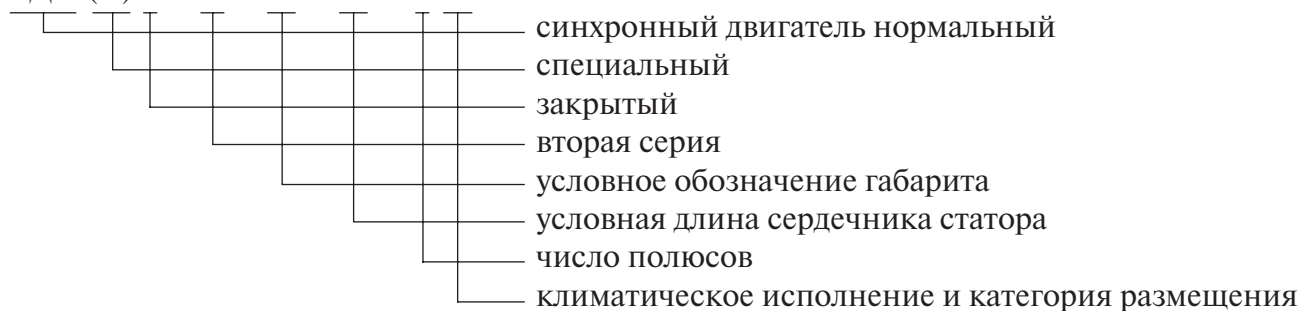 синхронный двигатель нормальный
специальный
закрытый
вторая серия
условное обозначение габарита
условная длина сердечника статора
число полюсов
климатическое исполнение и категория размещения